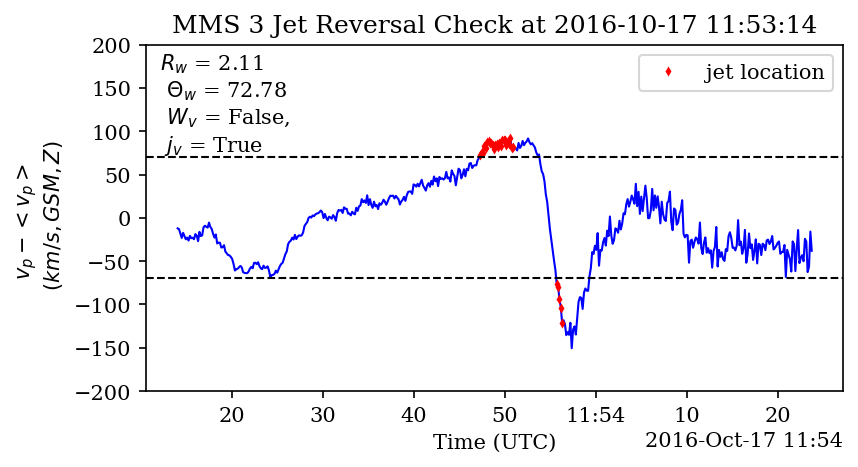 MMS 3 Jet Reversal Check at 2016-10-17 11:53:14
200
150
100
50
0
−50
−100
−150
−200
v_p − < v_p >
(km/s, GSM, Z)
R_w = 2.11
Θ_w = 72.78
W_v = False,
j_v = True
jet location
20
30
40
50
11:54
10
20
Time (UTC)
2016-Oct-17 11:54